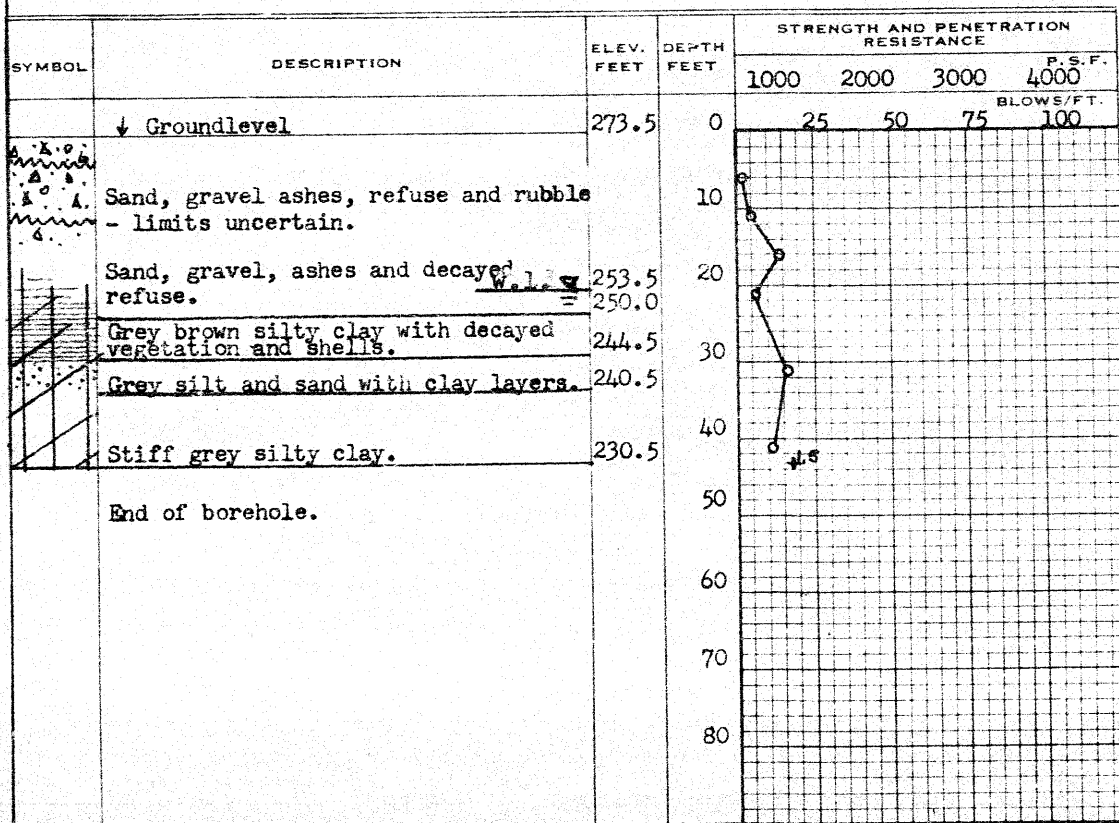 STRENGTH AND PENETRATION
RESISTANCE
SYMBOL DESCRIPTION ELEV. FEET DEPTH FEET
P.S.F.
1000 2000 3000 4000
BLOWS/FT.
↓ Groundlevel 273.5 0 25 50 75 100
Sand, gravel ashes, refuse and rubble 10
- limits uncertain.
Sand, gravel, ashes and decayed W.l. 253.5 20
refuse. 250.0
Grey brown silty clay with decayed
vegetation and shells. 244.5 30
Grey silt and sand with clay layers. 240.5
40
Stiff grey silty clay. 230.5
50
End of borehole.
60
70
80